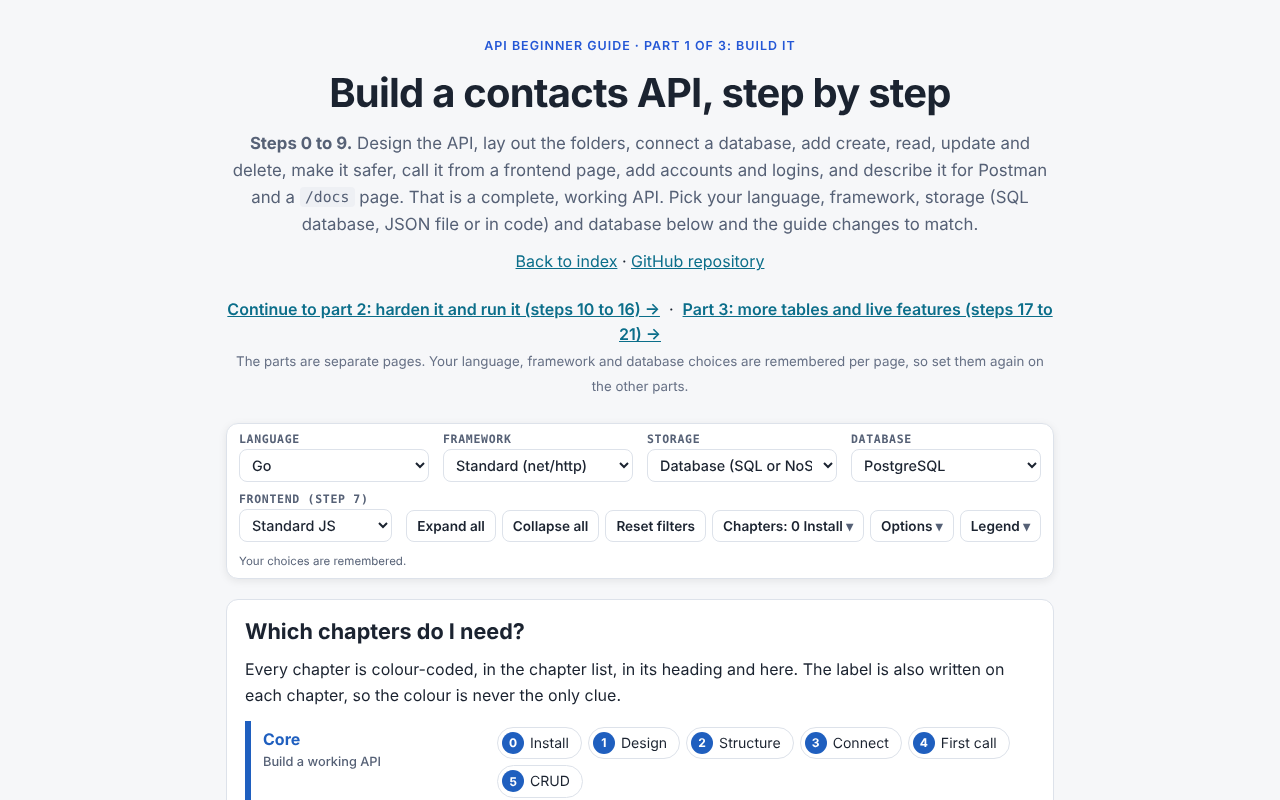 API BEGINNER GUIDE · PART 1 OF 3: BUILD IT
Build a contacts API, step by step
Steps 0 to 9. Design the API, lay out the folders, connect a database, add create, read, update and
delete, make it safer, call it from a frontend page, add accounts and logins, and describe it for Postman
and a /docs page. That is a complete, working API. Pick your language, framework, storage (SQL
database, JSON file or in code) and database below and the guide changes to match.
Back to index · GitHub repository
Continue to part 2: harden it and run it (steps 10 to 16) → · Part 3: more tables and live features (steps 17 to
21) →
The parts are separate pages. Your language, framework and database choices are remembered per page, so set them again on
the other parts.
LANGUAGE FRAMEWORK STORAGE DATABASE
Go Standard (net/http) Database (SQL or NoS PostgreSQL
FRONTEND (STEP 7)
Standard JS Expand all Collapse all Reset filters Chapters: 0 Install ▾ Options ▾ Legend ▾
Your choices are remembered.
Which chapters do I need?
Every chapter is colour-coded, in the chapter list, in its heading and here. The label is also written on
each chapter, so the colour is never the only clue.
Core 0 Install 1 Design 2 Structure 3 Connect 4 First call
Build a working API
5 CRUD